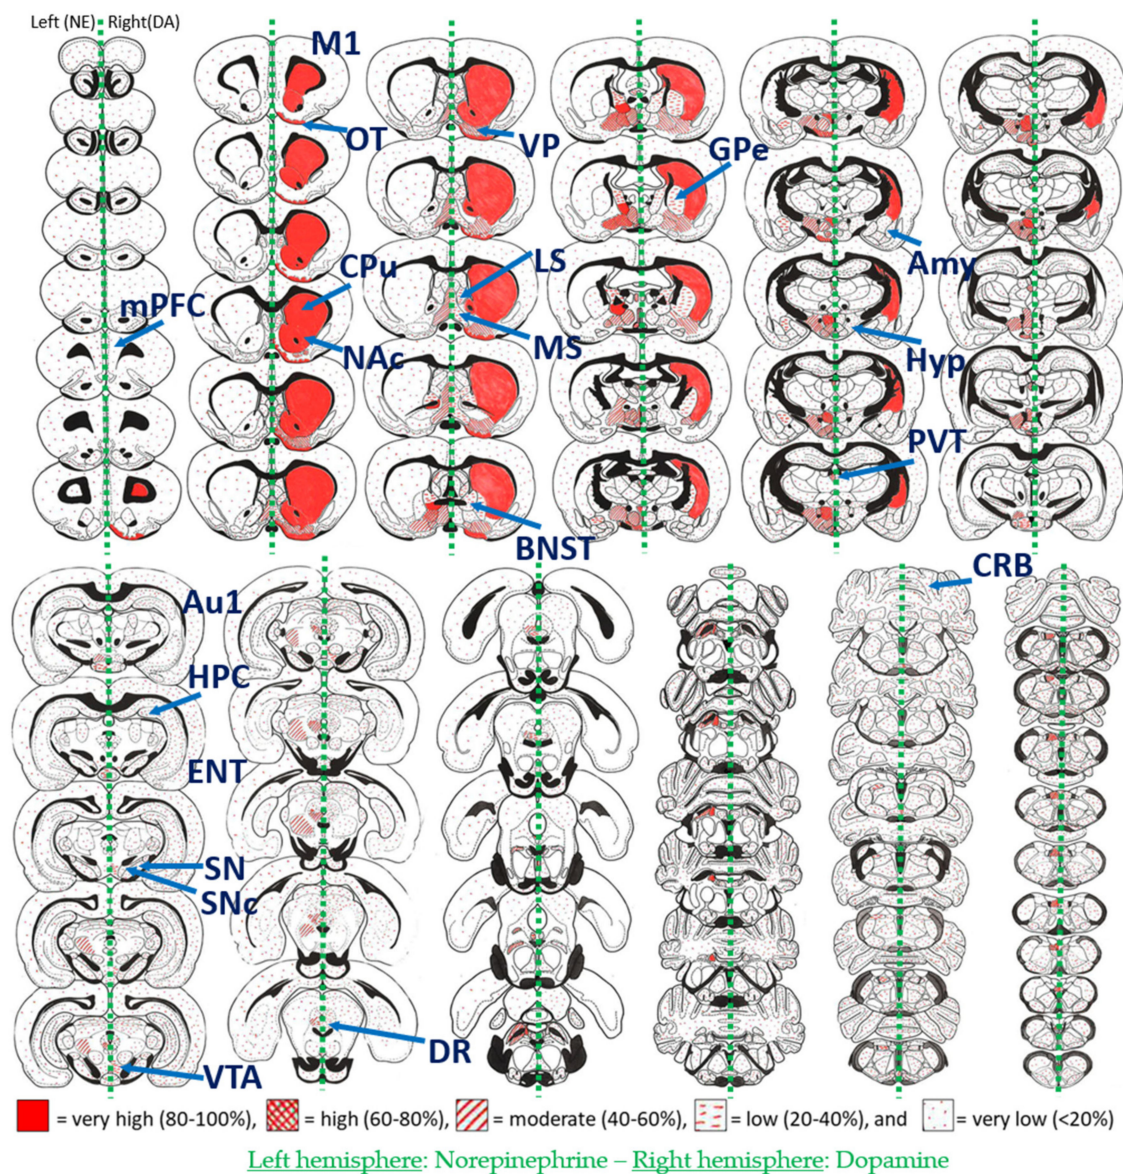 Left (NE) Right(DA)
M1
OT
VP
GPe
CPu
LS
Amy
mPFC
NAc
MS
Hyp
PVT
BNST
CRB
Au1
HPC
ENT
SN
SNc
DR
VTA
= very high (80-100%), = high (60-80%), = moderate (40-60%), = low (20-40%), and = very low (<20%)
Left hemisphere: Norepinephrine – Right hemisphere: Dopamine